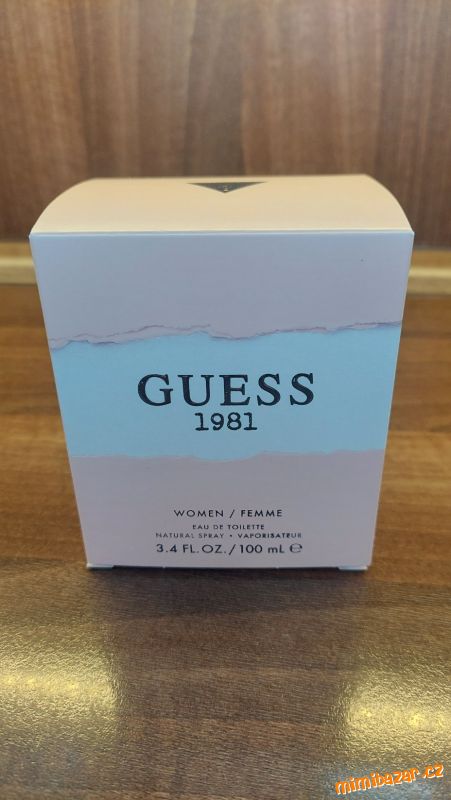 GUESS
1981
WOMEN / FEMME
EAU DE TOILETTE
NATURAL SPRAY • VAPORISATEUR
3.4 FL. OZ. / 100 mL ℮
mimibazar.cz